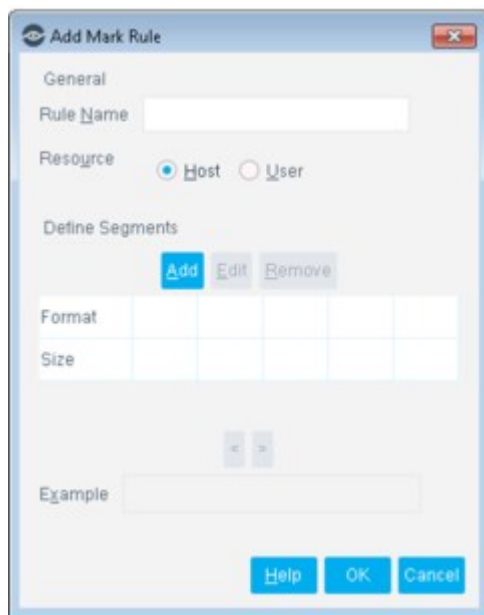 Add Mark Rule
General
Rule Name
Resource
Host
User
Define Segments
Add Edit Remove
Format
Size
< >
Example
Help OK Cancel